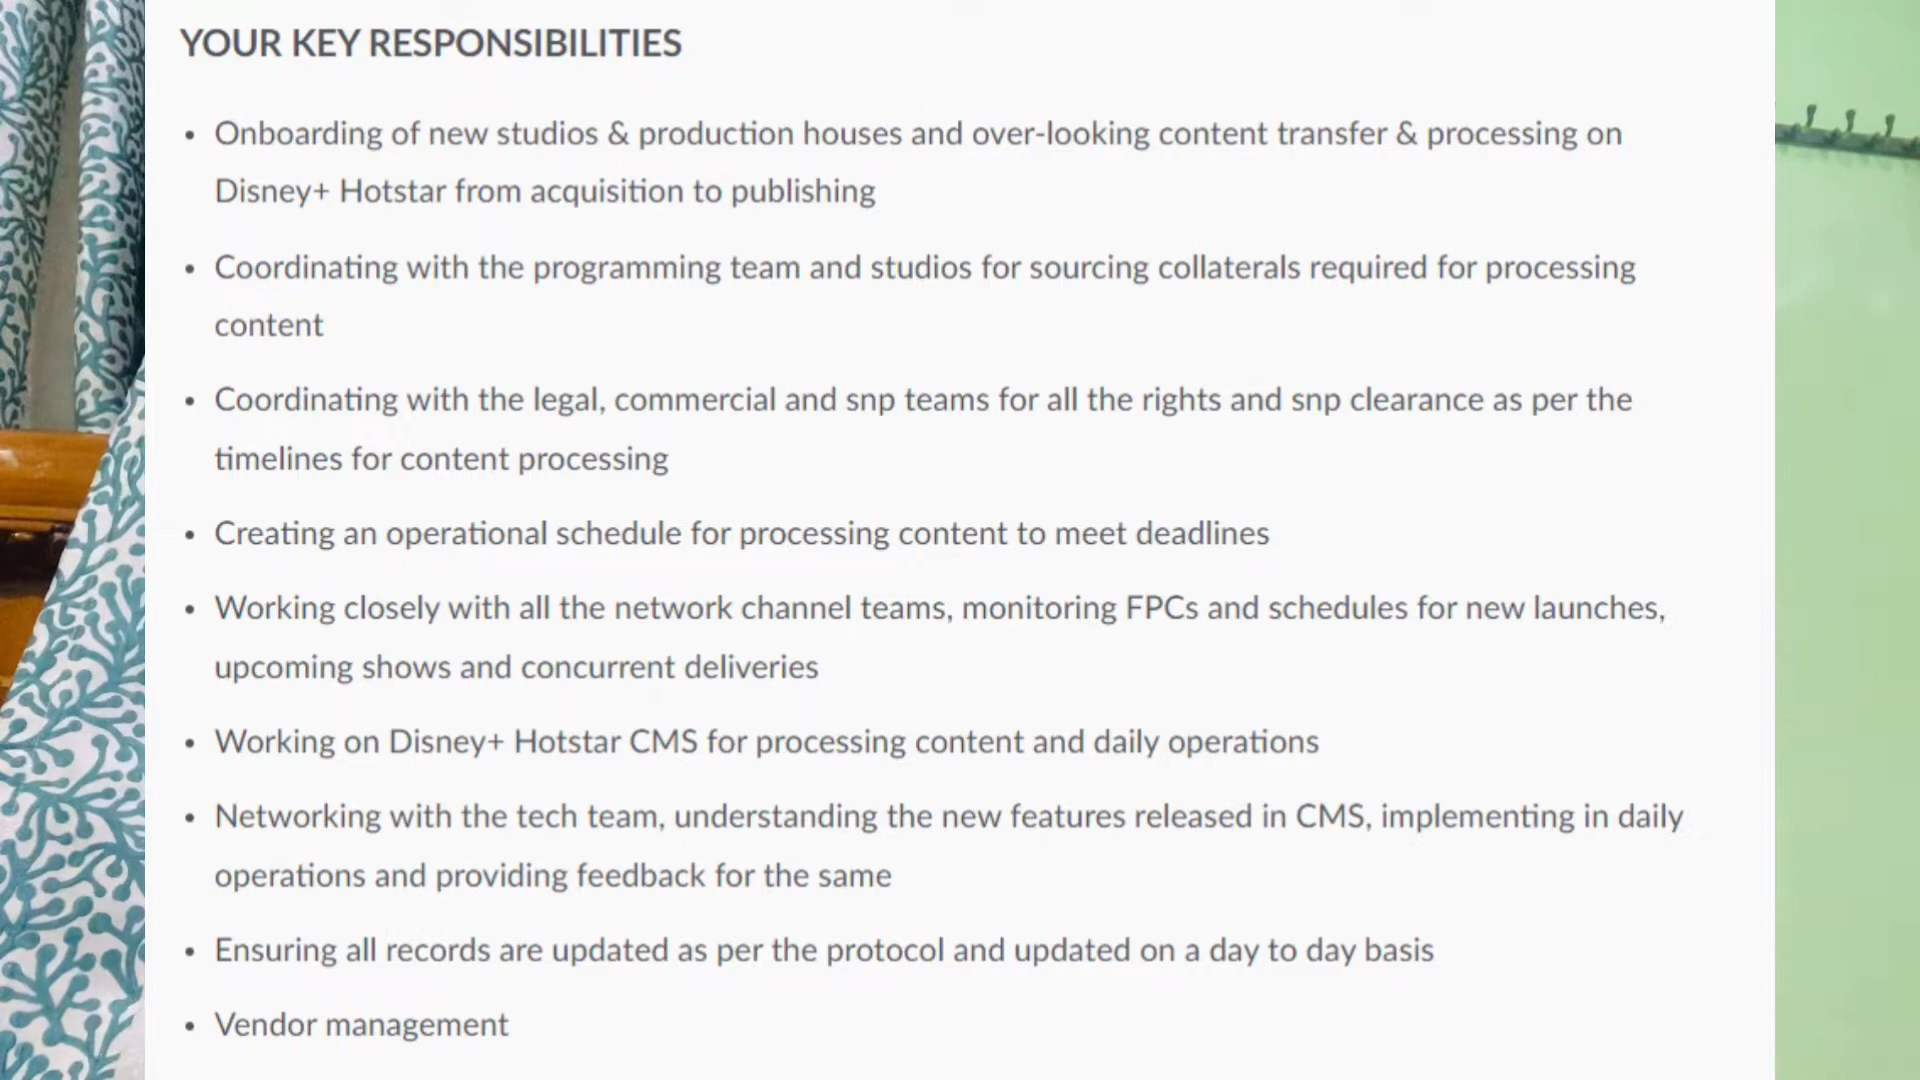 YOUR KEY RESPONSIBILITIES
• Onboarding of new studios & production houses and over-looking content transfer & processing on
Disney+ Hotstar from acquisition to publishing
• Coordinating with the programming team and studios for sourcing collaterals required for processing
content
• Coordinating with the legal, commercial and snp teams for all the rights and snp clearance as per the
timelines for content processing
• Creating an operational schedule for processing content to meet deadlines
• Working closely with all the network channel teams, monitoring FPCs and schedules for new launches,
upcoming shows and concurrent deliveries
• Working on Disney+ Hotstar CMS for processing content and daily operations
• Networking with the tech team, understanding the new features released in CMS, implementing in daily
operations and providing feedback for the same
• Ensuring all records are updated as per the protocol and updated on a day to day basis
• Vendor management